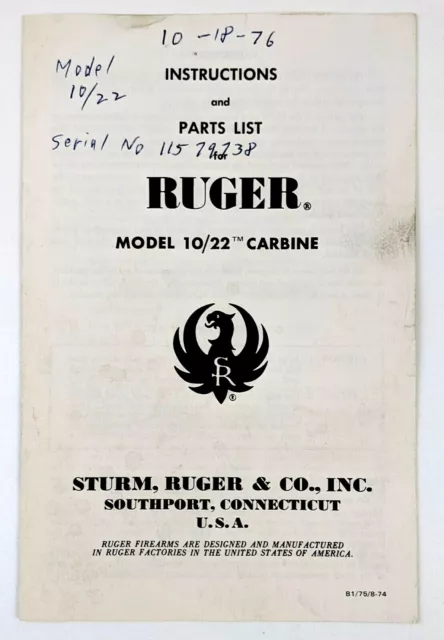 10 -18-76
Model
10/22
INSTRUCTIONS
and
PARTS LIST
Serial No 115 79738
for
RUGER®
MODEL 10/22™ CARBINE
SR®
STURM, RUGER & CO., INC.
SOUTHPORT, CONNECTICUT
U.S.A.
RUGER FIREARMS ARE DESIGNED AND MANUFACTURED
IN RUGER FACTORIES IN THE UNITED STATES OF AMERICA.
B1/75/8-74